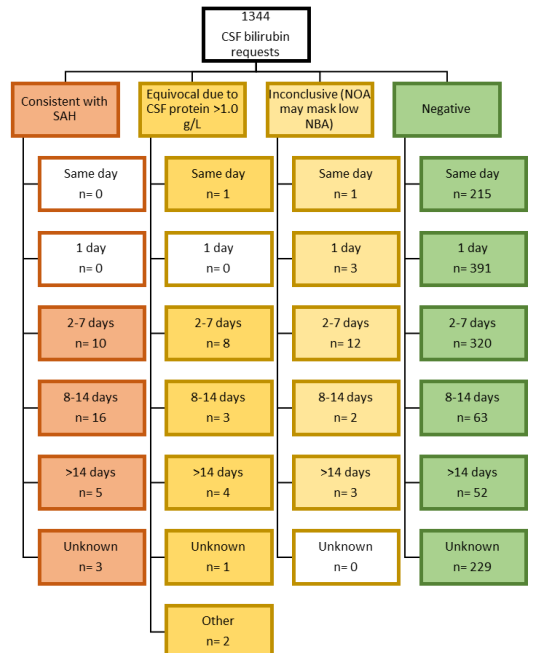 1344
CSF bilirubin
requests
Consistent with
SAH
Equivocal due to
CSF protein >1.0
g/L
Inconclusive (NOA
may mask low
NBA)
Negative
Same day
n= 0
Same day
n= 1
Same day
n= 1
Same day
n= 215
1 day
n= 0
1 day
n= 0
1 day
n= 3
1 day
n= 391
2-7 days
n= 10
2-7 days
n= 8
2-7 days
n= 12
2-7 days
n= 320
8-14 days
n= 16
8-14 days
n= 3
8-14 days
n= 2
8-14 days
n= 63
>14 days
n= 5
>14 days
n= 4
>14 days
n= 3
>14 days
n= 52
Unknown
n= 3
Unknown
n= 1
Unknown
n= 0
Unknown
n= 229
Other
n= 2